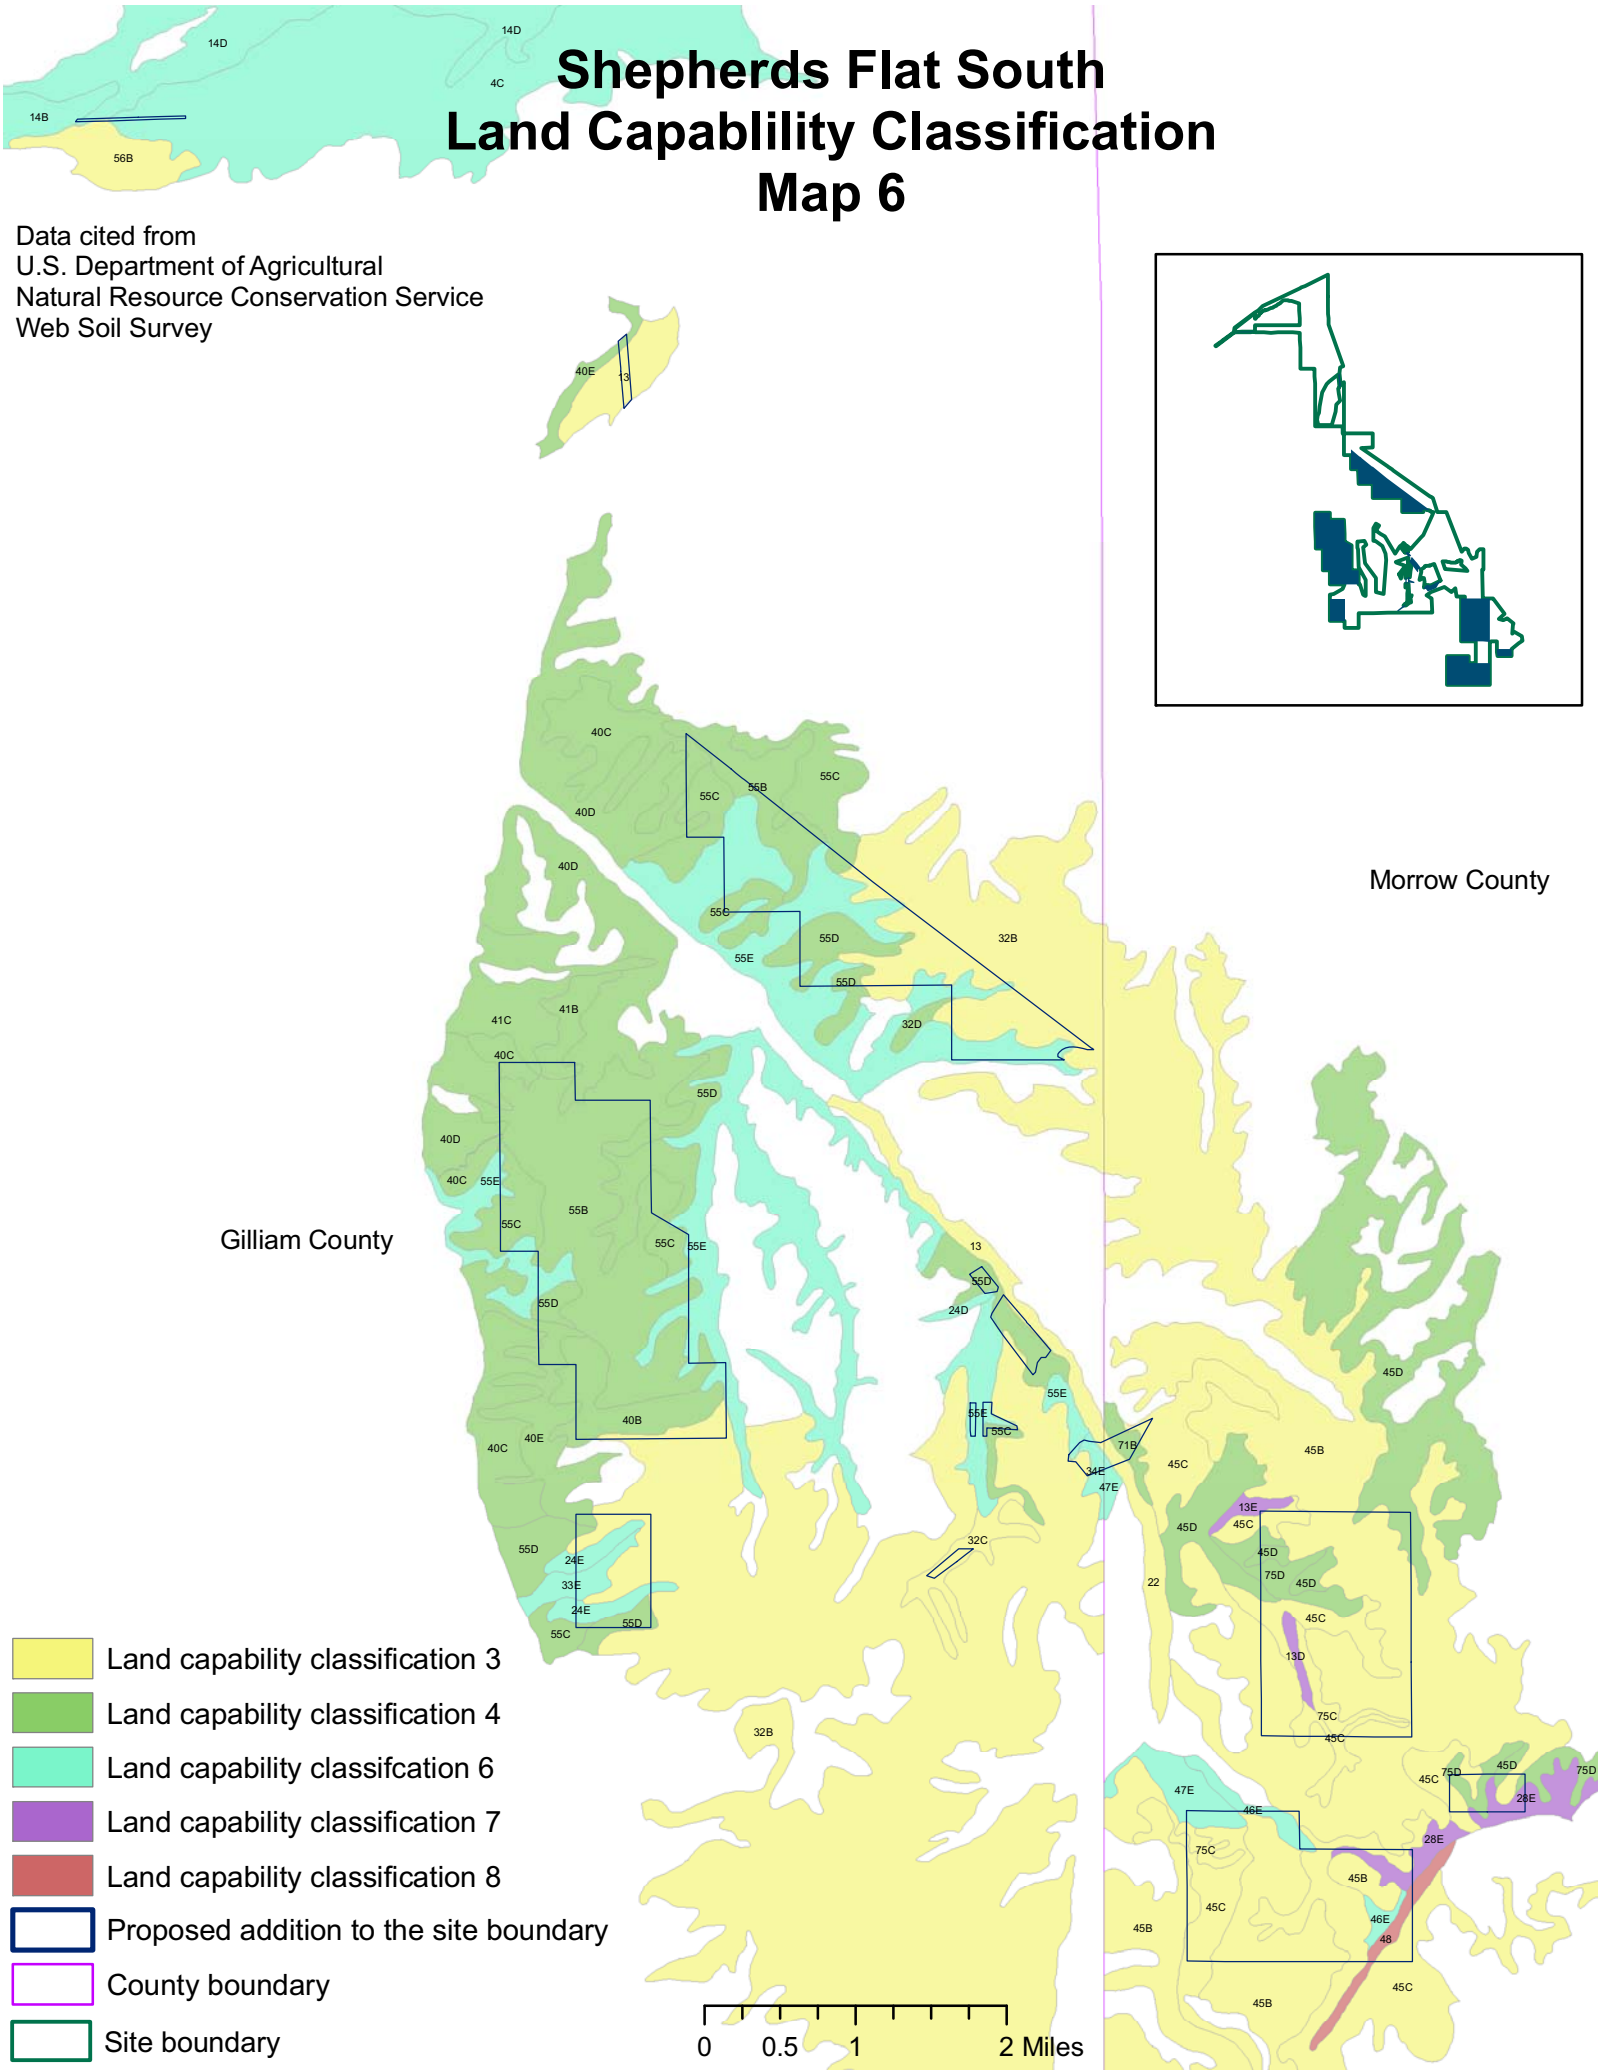 14D
14D
4C
14B
56B
Shepherds Flat South
Land Capablility Classification
Map 6
Data cited from
U.S. Department of Agricultural
Natural Resource Conservation Service
Web Soil Survey
40E
13
40C
55C
55B
55C
40D
40D
Morrow County
55C
55D
32B
55E
55D
41B
41C
32D
40C
55D
40D
40C
55E
55B
55C
Gilliam County
55C
55E
13
55D
55D
24D
45D
55E
55E
40B
55C
40E
40C
71B
45B
45C
34E
47E
13E
45C
45D
32C
55D
24E
45D
75D
45D
33E
22
24E
55D
45C
55C
13D
Land capability classification 3
75C
Land capability classification 4
32B
45C
45D
75D
75D
45C
Land capability classifcation 6
47E
28E
46E
Land capability classification 7
28E
75C
Land capability classification 8
45B
45C
46E
Proposed addition to the site boundary
45B
48
County boundary
45C
45B
Site boundary
0 0.5 1 2 Miles